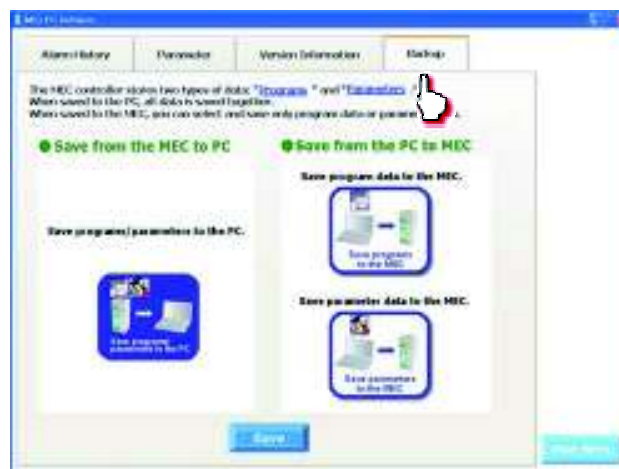 MEC PC Software
Alarm History
Parameter
Version Information
Backup
The MEC controller stores two types of data: "Programs" and "Parameters
When saved to the PC, all data is saved together.
When saved to the MEC, you can select and save only program data or
Save from the MEC to PC
Save from the PC to MEC
Save program data to the MEC.
Save programs
to the MEC
Save programs/parameters to the PC.
Save parameter data to the MEC.
Save programs/
parameters to the PC
Save parameters
to the MEC
Save